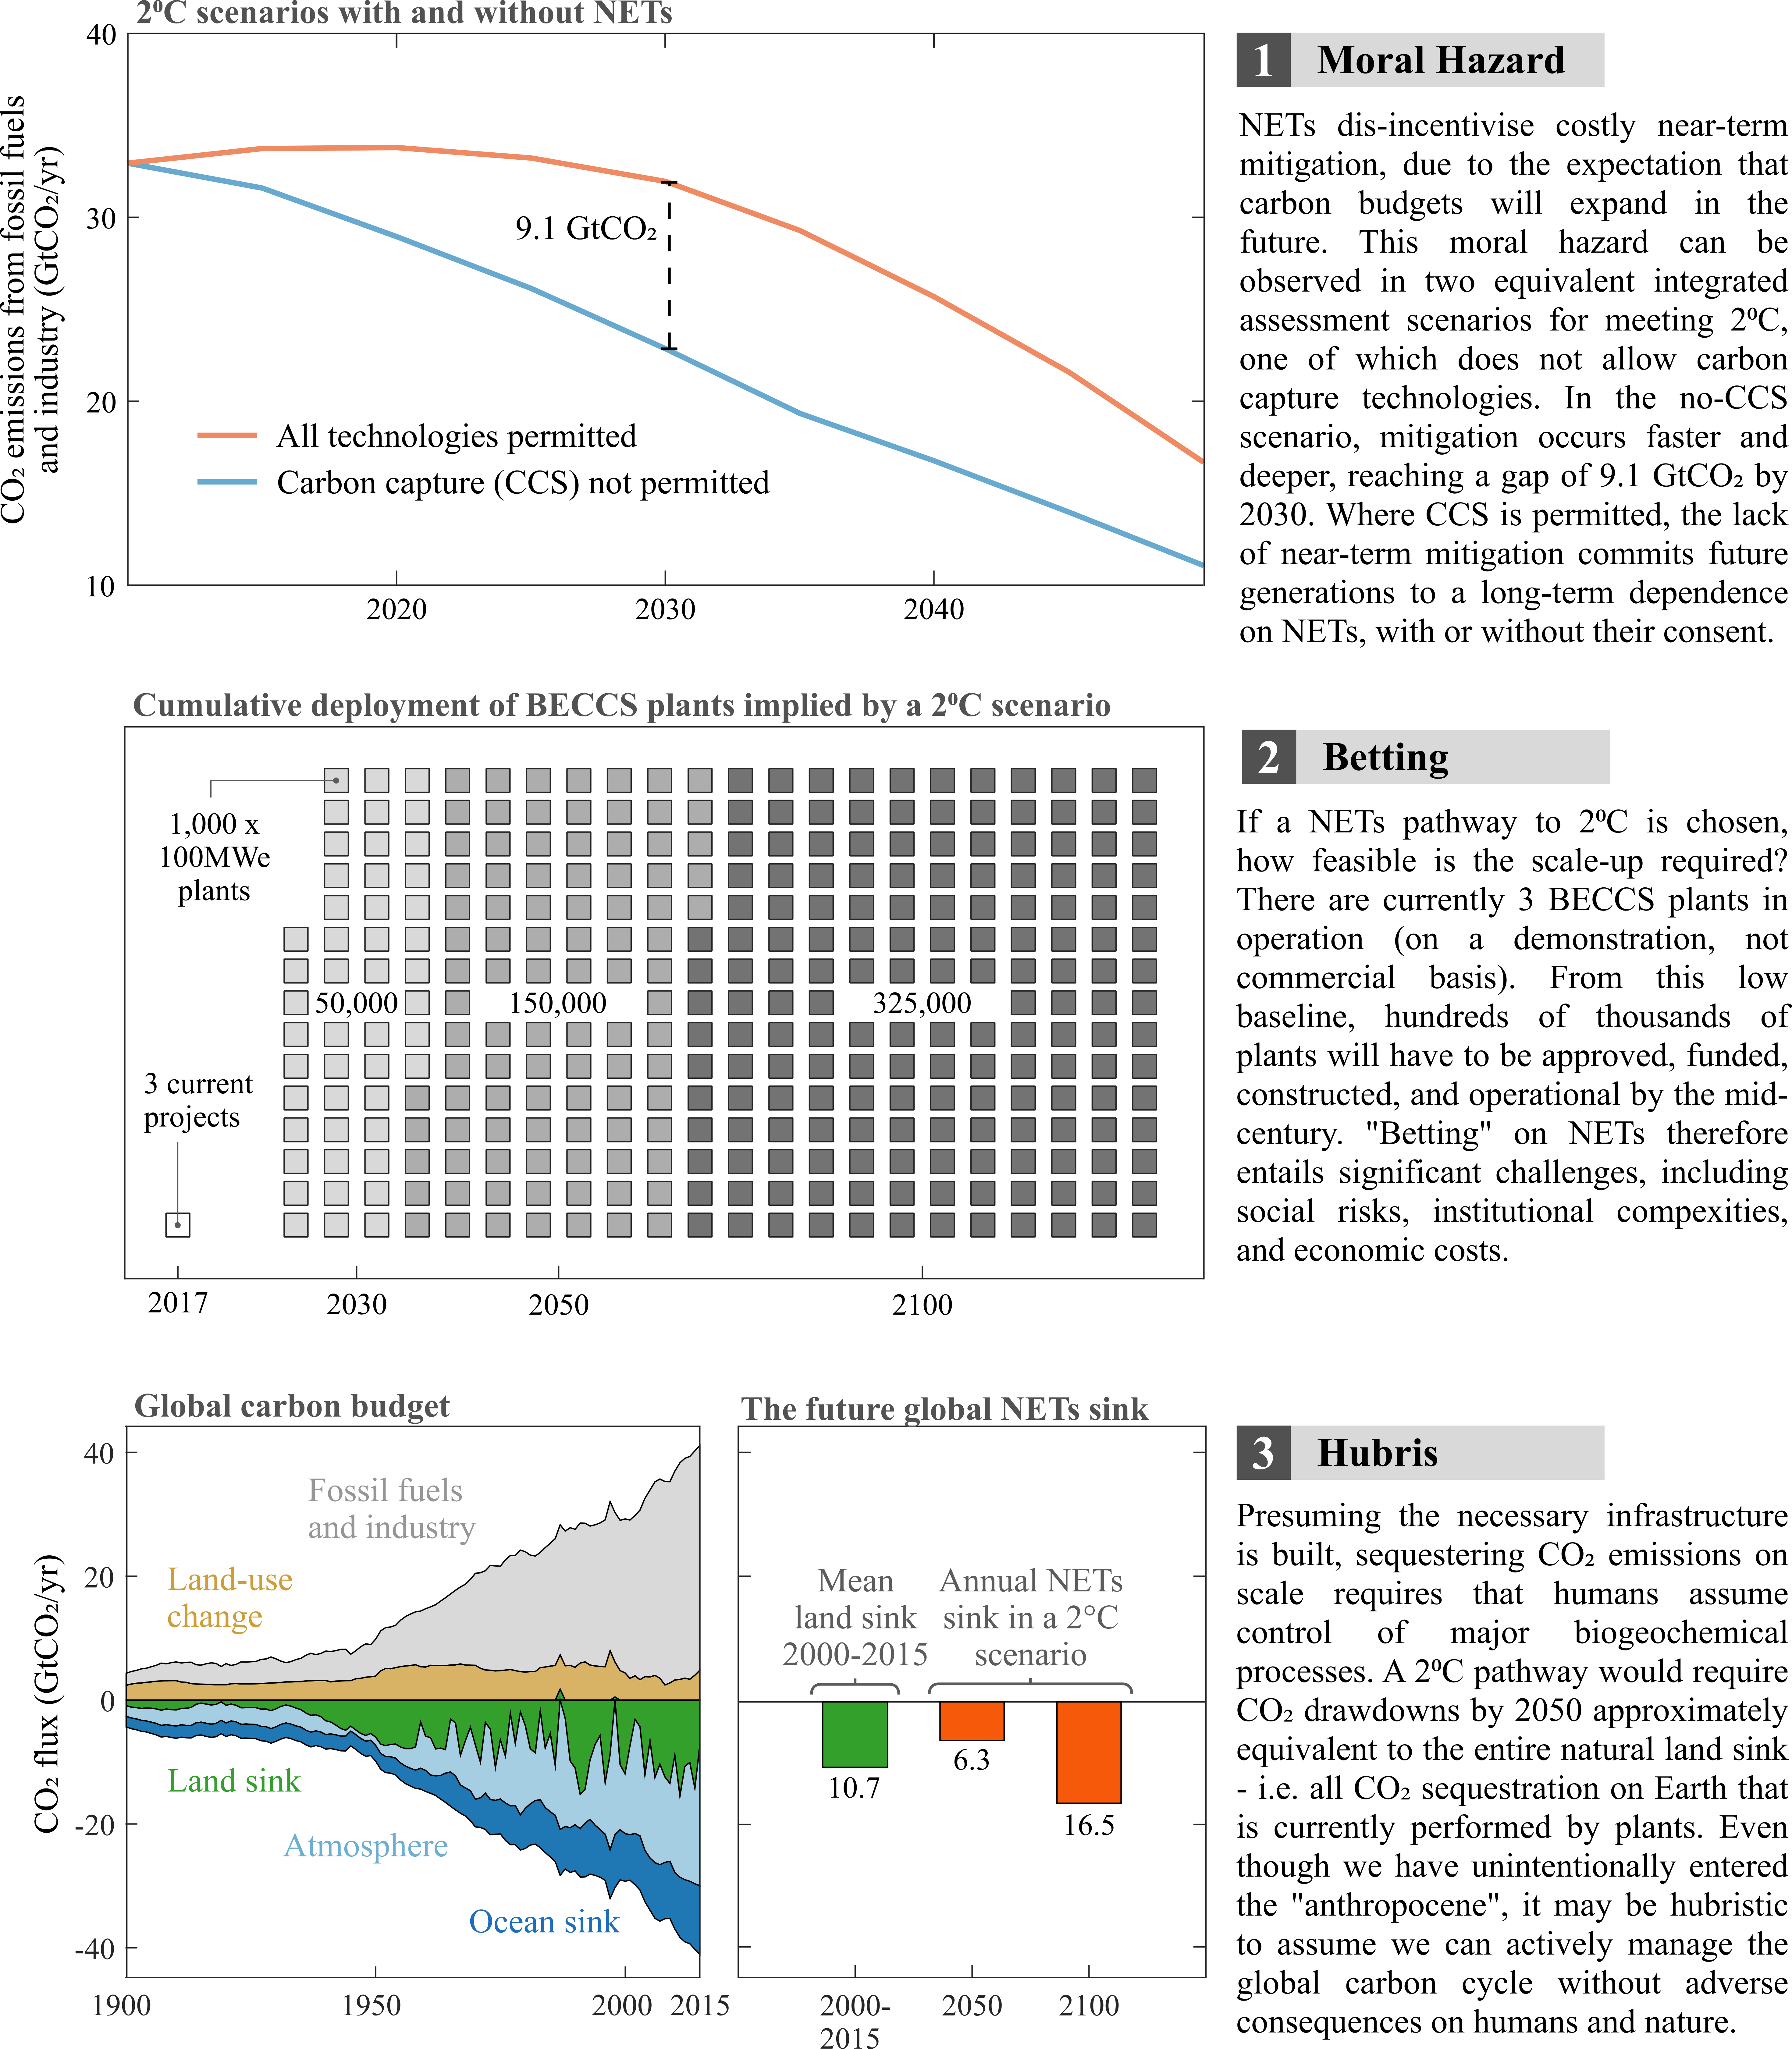 2⁰C scenarios with and without NETs
40
30
20
10
CO₂ emissions from fossil fuels
and industry (GtCO₂/yr)
9.1 GtCO₂
All technologies permitted
Carbon capture (CCS) not permitted
2020
2030
2040
1 Moral Hazard
NETs dis-incentivise costly near-term
mitigation, due to the expectation that
carbon budgets will expand in the
future. This moral hazard can be
observed in two equivalent integrated
assessment scenarios for meeting 2⁰C,
one of which does not allow carbon
capture technologies. In the no-CCS
scenario, mitigation occurs faster and
deeper, reaching a gap of 9.1 GtCO₂ by
2030. Where CCS is permitted, the lack
of near-term mitigation commits future
generations to a long-term dependence
on NETs, with or without their consent.
Cumulative deployment of BECCS plants implied by a 2⁰C scenario
1,000 x
100MWe
plants
50,000
150,000
325,000
3 current
projects
2017
2030
2050
2100
2 Betting
If a NETs pathway to 2⁰C is chosen,
how feasible is the scale-up required?
There are currently 3 BECCS plants in
operation (on a demonstration, not
commercial basis). From this low
baseline, hundreds of thousands of
plants will have to be approved, funded,
constructed, and operational by the mid-
century. "Betting" on NETs therefore
entails significant challenges, including
social risks, institutional compexities,
and economic costs.
Global carbon budget
40
20
0
-20
-40
CO₂ flux (GtCO₂/yr)
Fossil fuels
and industry
Land-use
change
Land sink
Atmosphere
Ocean sink
1900
1950
2000
2015
The future global NETs sink
Mean
land sink
2000-2015
Annual NETs
sink in a 2°C
scenario
10.7
6.3
16.5
2000-
2015
2050
2100
3 Hubris
Presuming the necessary infrastructure
is built, sequestering CO₂ emissions on
scale requires that humans assume
control of major biogeochemical
processes. A 2⁰C pathway would require
CO₂ drawdowns by 2050 approximately
equivalent to the entire natural land sink
- i.e. all CO₂ sequestration on Earth that
is currently performed by plants. Even
though we have unintentionally entered
the "anthropocene", it may be hubristic
to assume we can actively manage the
global carbon cycle without adverse
consequences on humans and nature.